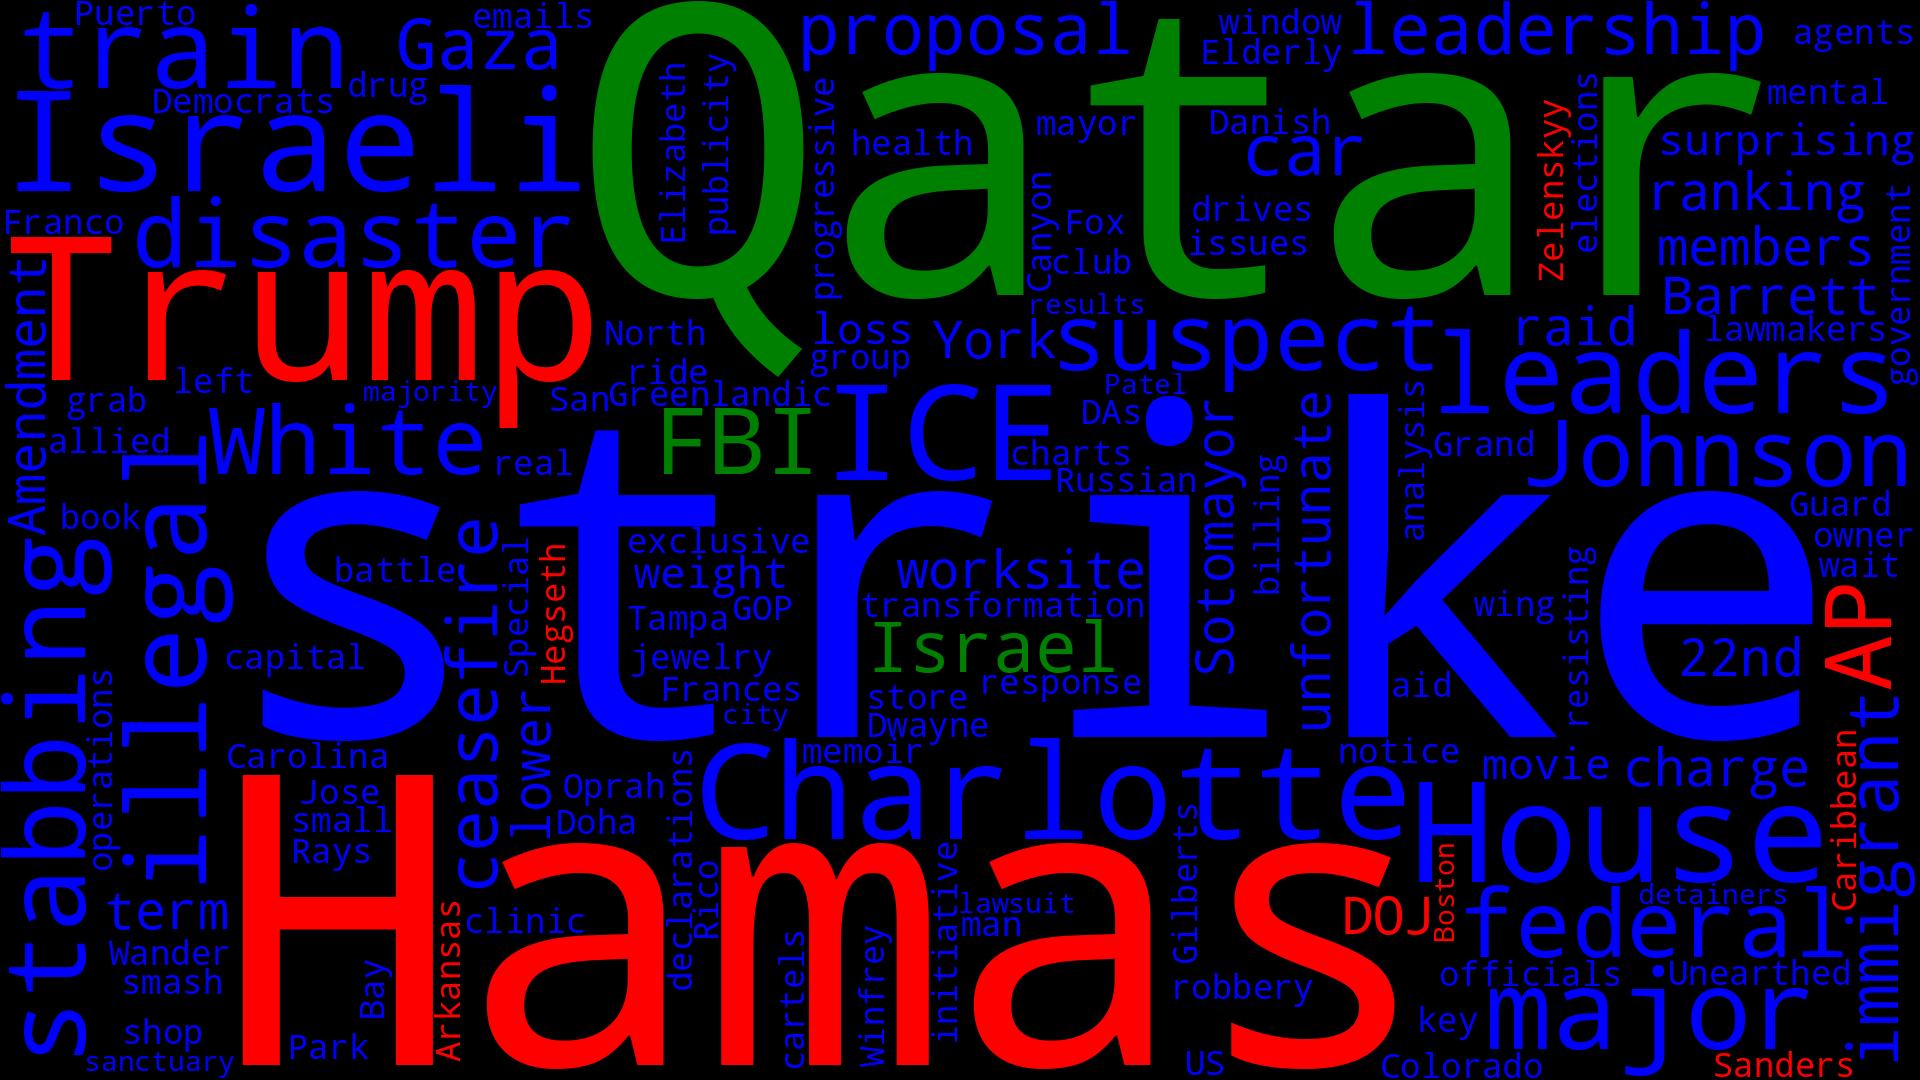 Puerto
emails
train
Gaza
Qatar
proposal
window
leadership
agents
Elderly
drug
Democrats
Israeli
Elizabeth
publicity
progressive
health
mayor
Danish
car
Zelenskyy
elections
mental
surprising
Franco
disaster
Canyon
Fox
drives
issues
club
ranking
members
government
Trump
Amendment
results
Barrett
North
loss
group
York
suspect
raid
lawmakers
leaders
grab
left
majority
ride
San
Greenlandic
Patel
DAs
analysis
allied
illegal
White
real
FBI
ICE
charts
Russian
Sotomayor
billing
unfortunate
Grand
Johnson
book
strike
Guard
owner
wait
battle
ceasefire
Special
Hegseth
exclusive
weight
worksite
transformation
Tampa
GOP
Israel
wing
resisting
AP
stabbing
operations
capital
jewelry
Frances
city
store
response
Dwayne
aid
22nd
immigrant
Carolina
lower
memoir
notice
movie
charge
Caribbean
Jose
small
Rays
Oprah
Doha
declarations
Rico
Charlotte
Gilberts
House
Hamas
term
Wander
smash
Bay
Arkansas
clinic
cartels
Winfrey
initiative
lawsuit
man
DOJ
Boston
detainers
federal
robbery
officials
Unearthed
shop
sanctuary
Park
US
key
major
Colorado
Sanders